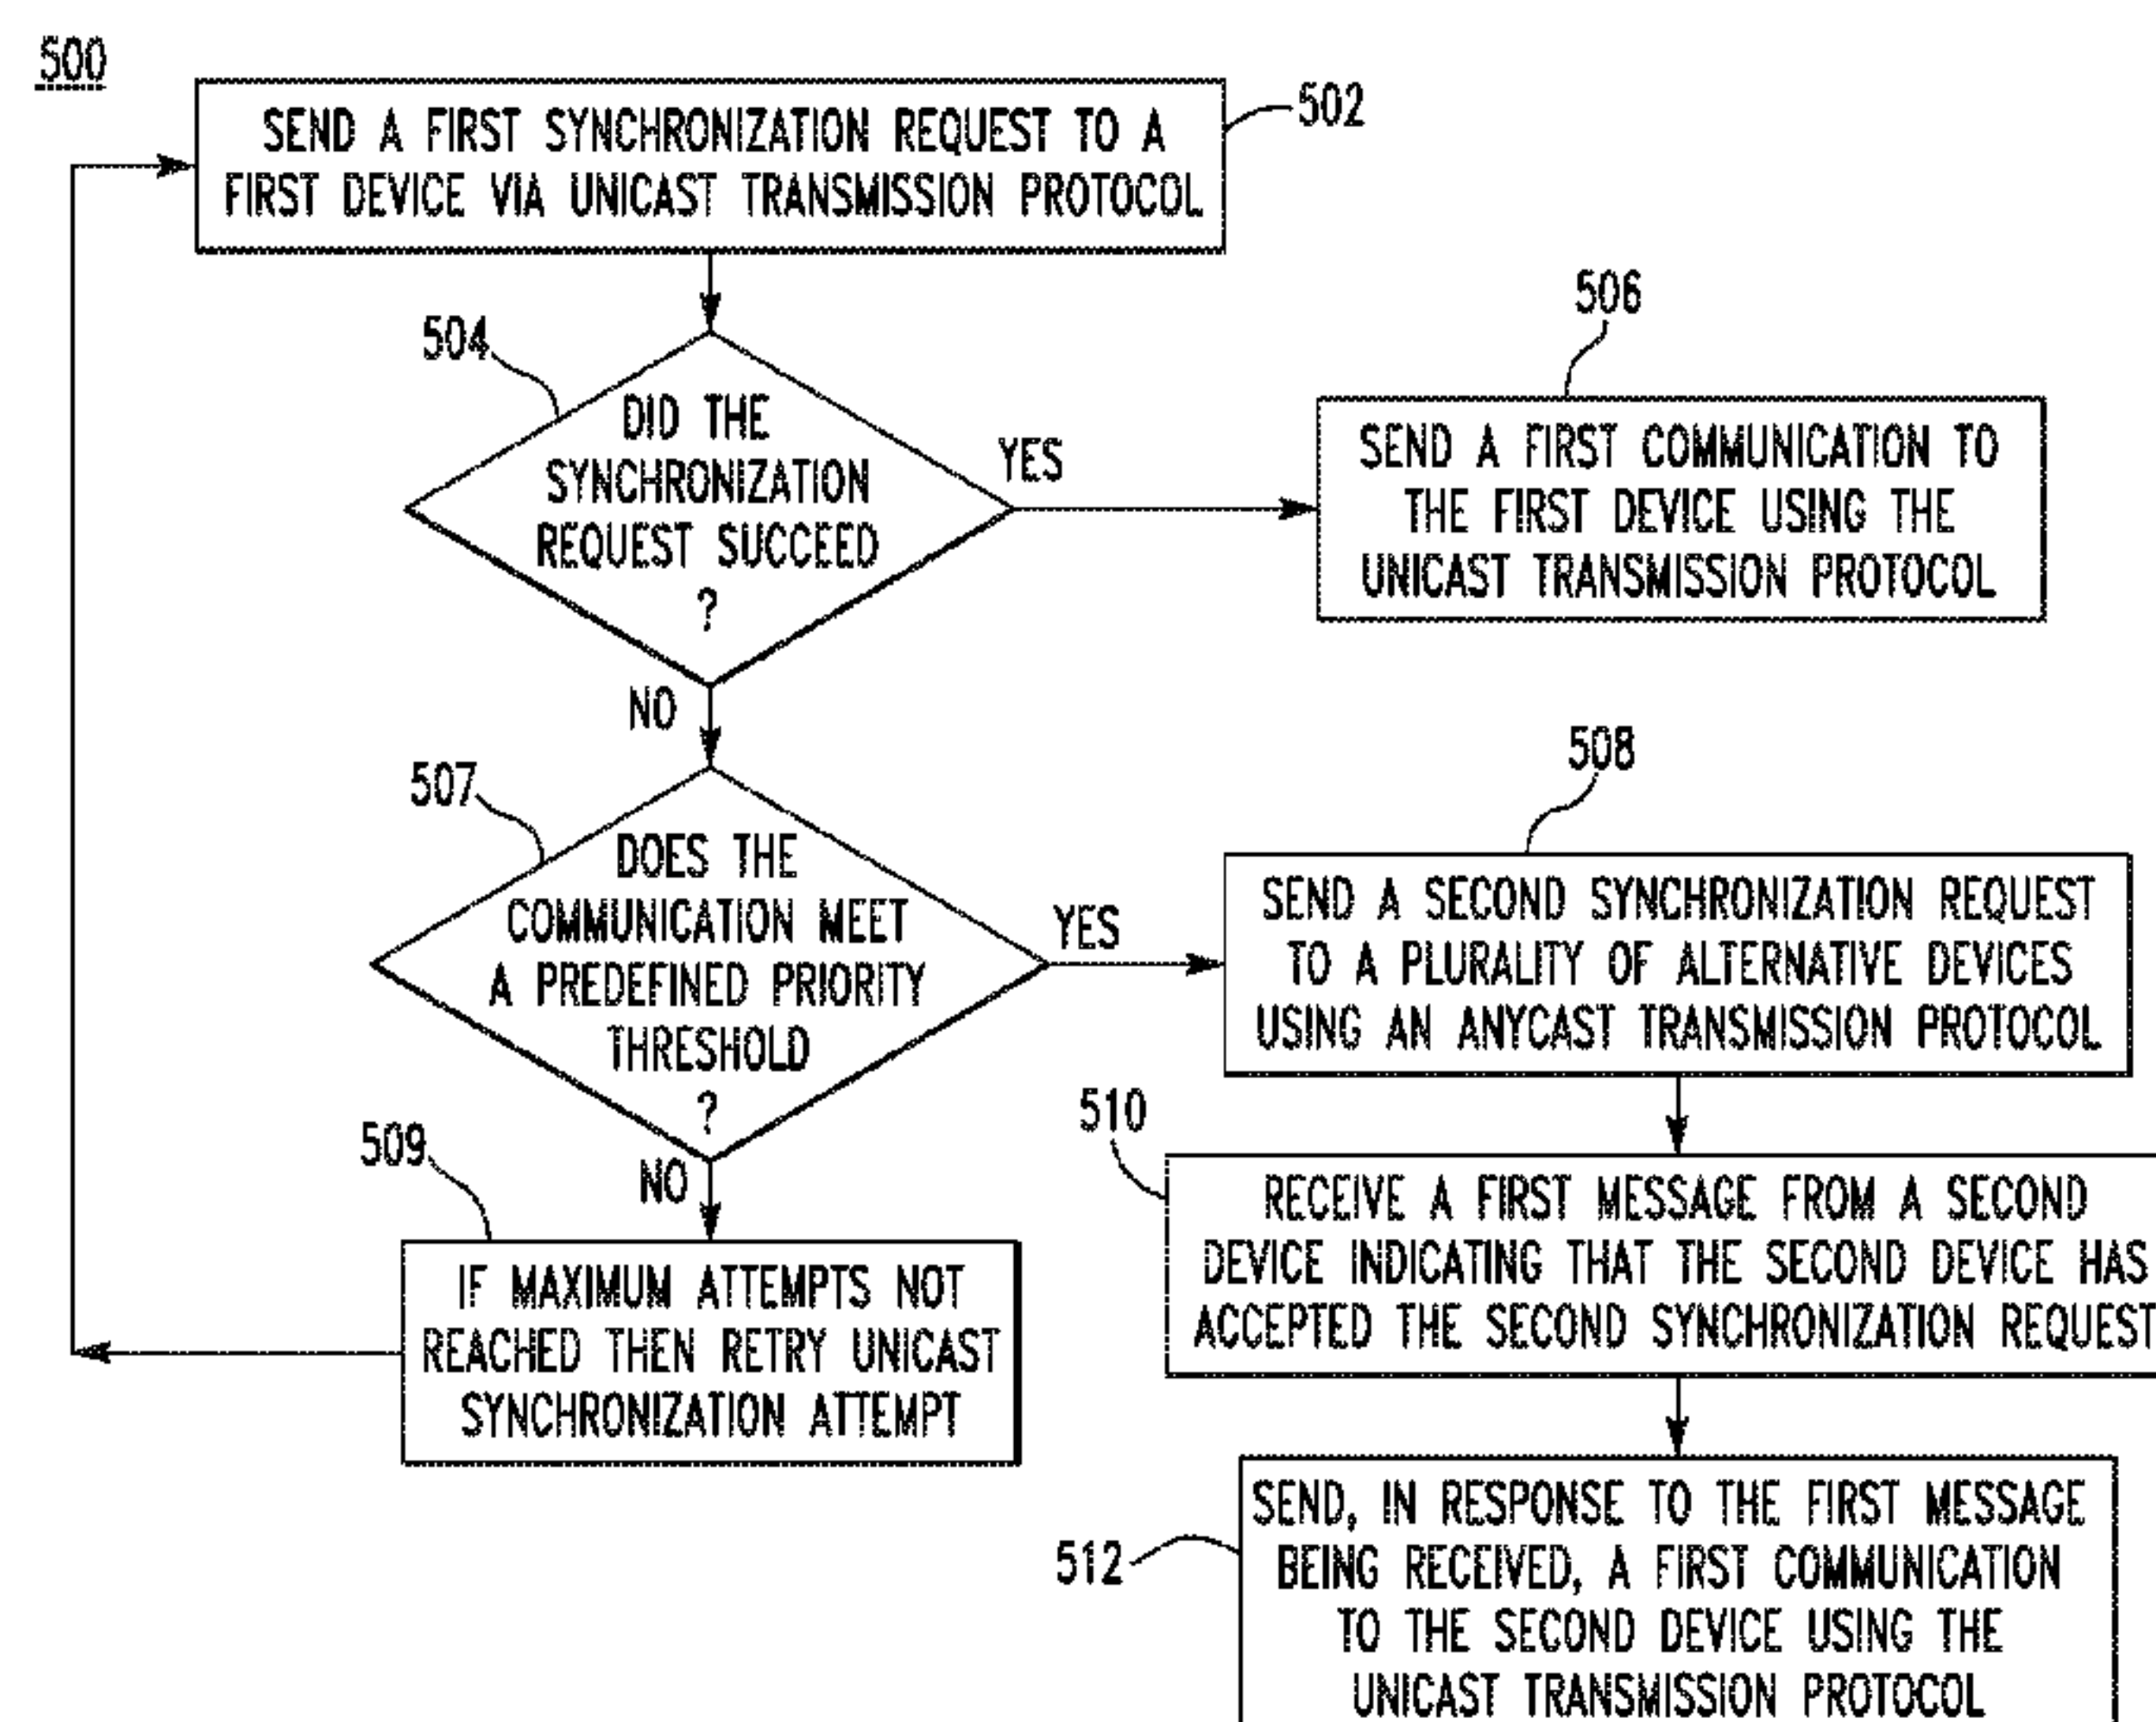 500
SEND A FIRST SYNCHRONIZATION REQUEST TO A
FIRST DEVICE VIA UNICAST TRANSMISSION PROTOCOL
502
504
DID THE
SYNCHRONIZATION
REQUEST SUCCEED
?
YES
506
SEND A FIRST COMMUNICATION TO
THE FIRST DEVICE USING THE
UNICAST TRANSMISSION PROTOCOL
NO
507
DOES THE
COMMUNICATION MEET
A PREDEFINED PRIORITY
THRESHOLD
?
YES
508
SEND A SECOND SYNCHRONIZATION REQUEST
TO A PLURALITY OF ALTERNATIVE DEVICES
USING AN ANYCAST TRANSMISSION PROTOCOL
NO
509
IF MAXIMUM ATTEMPTS NOT
REACHED THEN RETRY UNICAST
SYNCHRONIZATION ATTEMPT
510
RECEIVE A FIRST MESSAGE FROM A SECOND
DEVICE INDICATING THAT THE SECOND DEVICE HAS
ACCEPTED THE SECOND SYNCHRONIZATION REQUEST
512
SEND, IN RESPONSE TO THE FIRST MESSAGE
BEING RECEIVED, A FIRST COMMUNICATION
TO THE SECOND DEVICE USING THE
UNICAST TRANSMISSION PROTOCOL